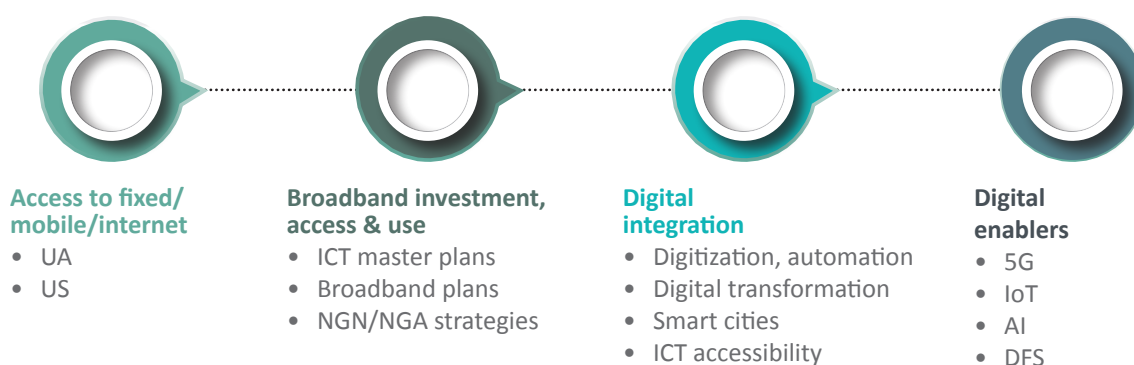 Access to fixed/
mobile/internet
• UA
• US
Broadband investment,
access & use
• ICT master plans
• Broadband plans
• NGN/NGA strategies
Digital
integration
• Digitization, automation
• Digital transformation
• Smart cities
• ICT accessibility
Digital
enablers
• 5G
• IoT
• AI
• DFS